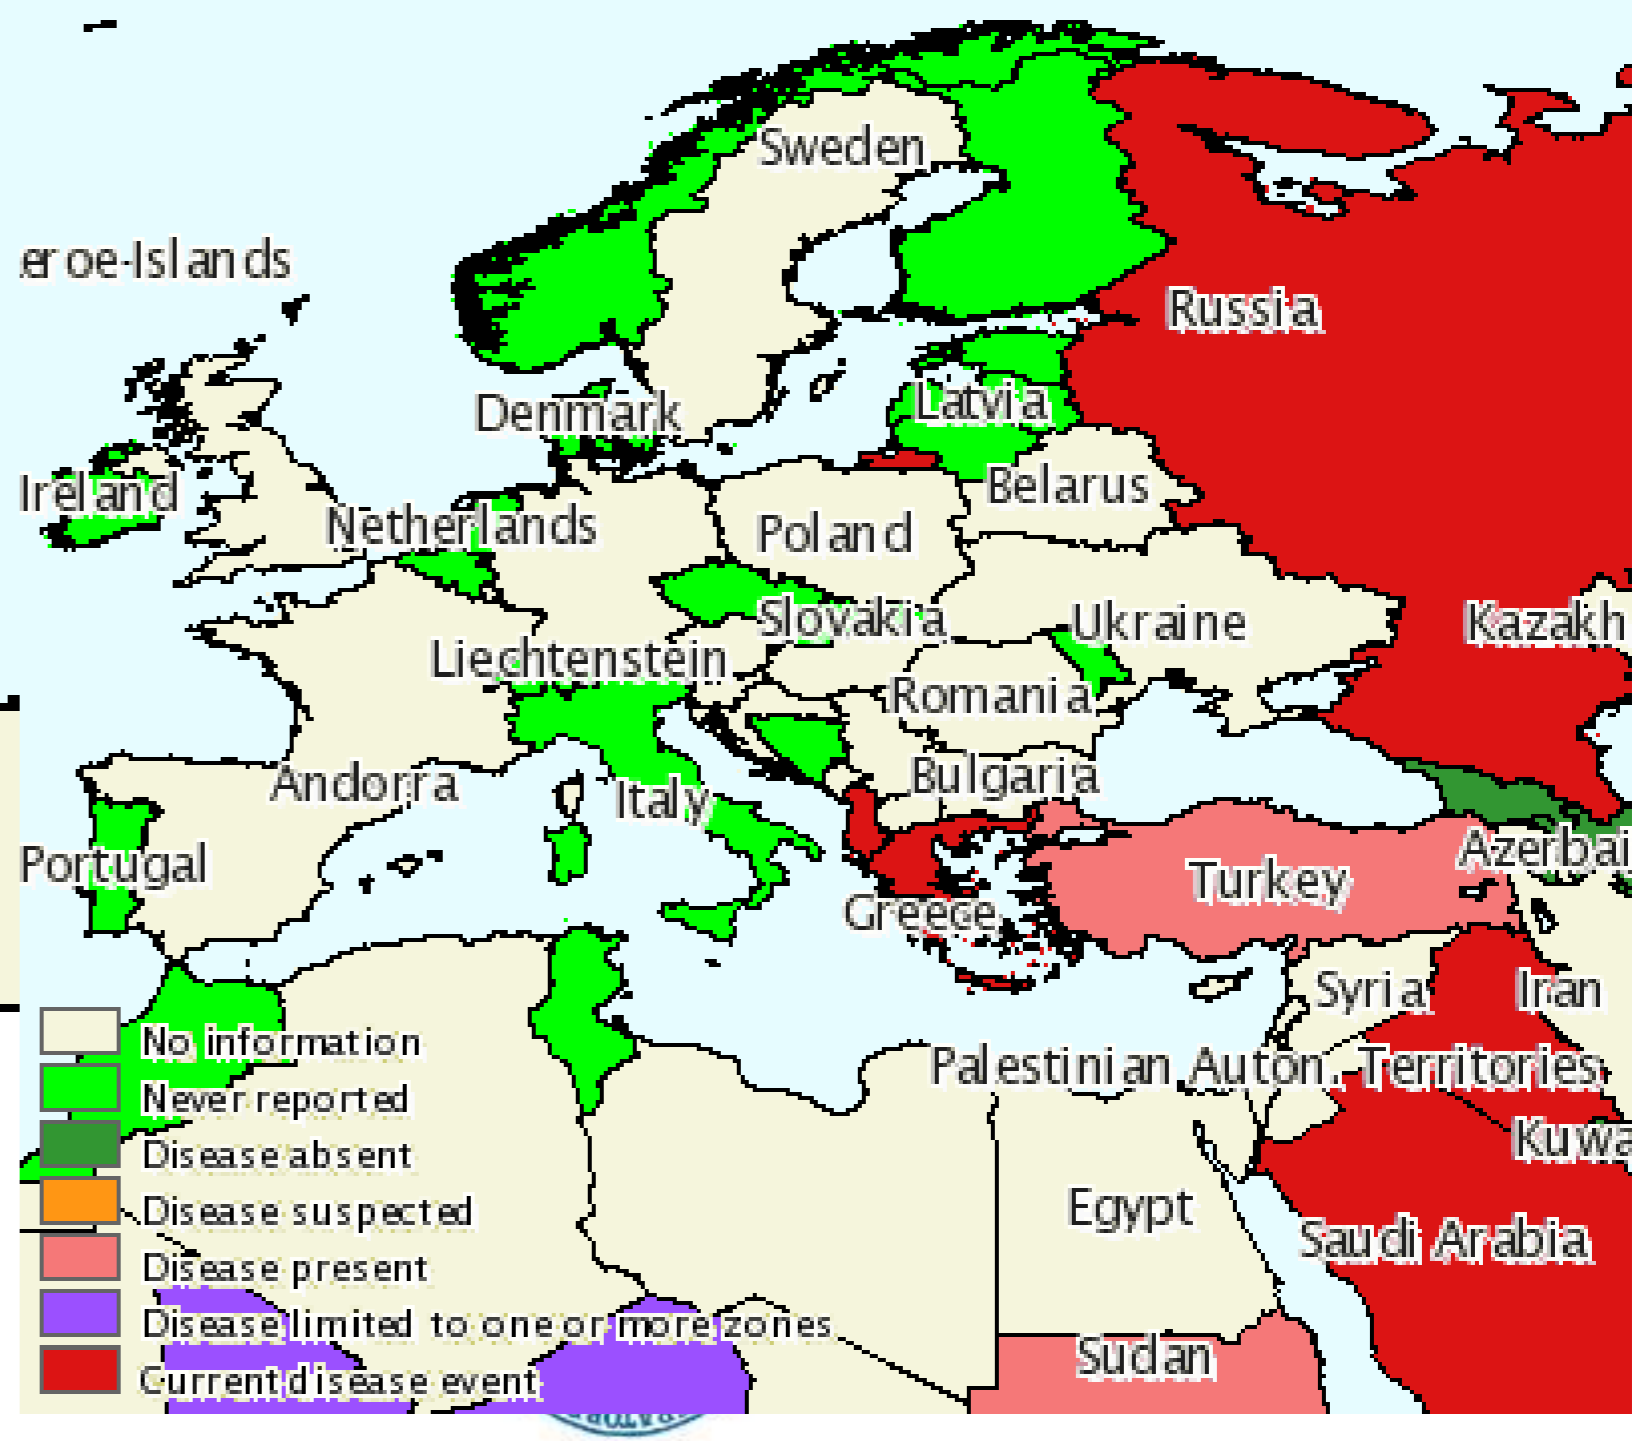 Sweden
eroe-Islands
Russia
Denmark
Latvia
Ireland
Belarus
Netherlands
Poland
Slovakia
Ukraine
Kazakh
Liechtenstein
Romania
Andorra
Italy
Bulgaria
Portugal
Azerbai
Turkey
Greece
Syria
Iran
Palestinian Auton. Territories
Kuwa
Egypt
Saudi Arabia
Sudan
No information
Never reported
Disease absent
Disease suspected
Disease present
Disease limited to one or more zones
Current disease event